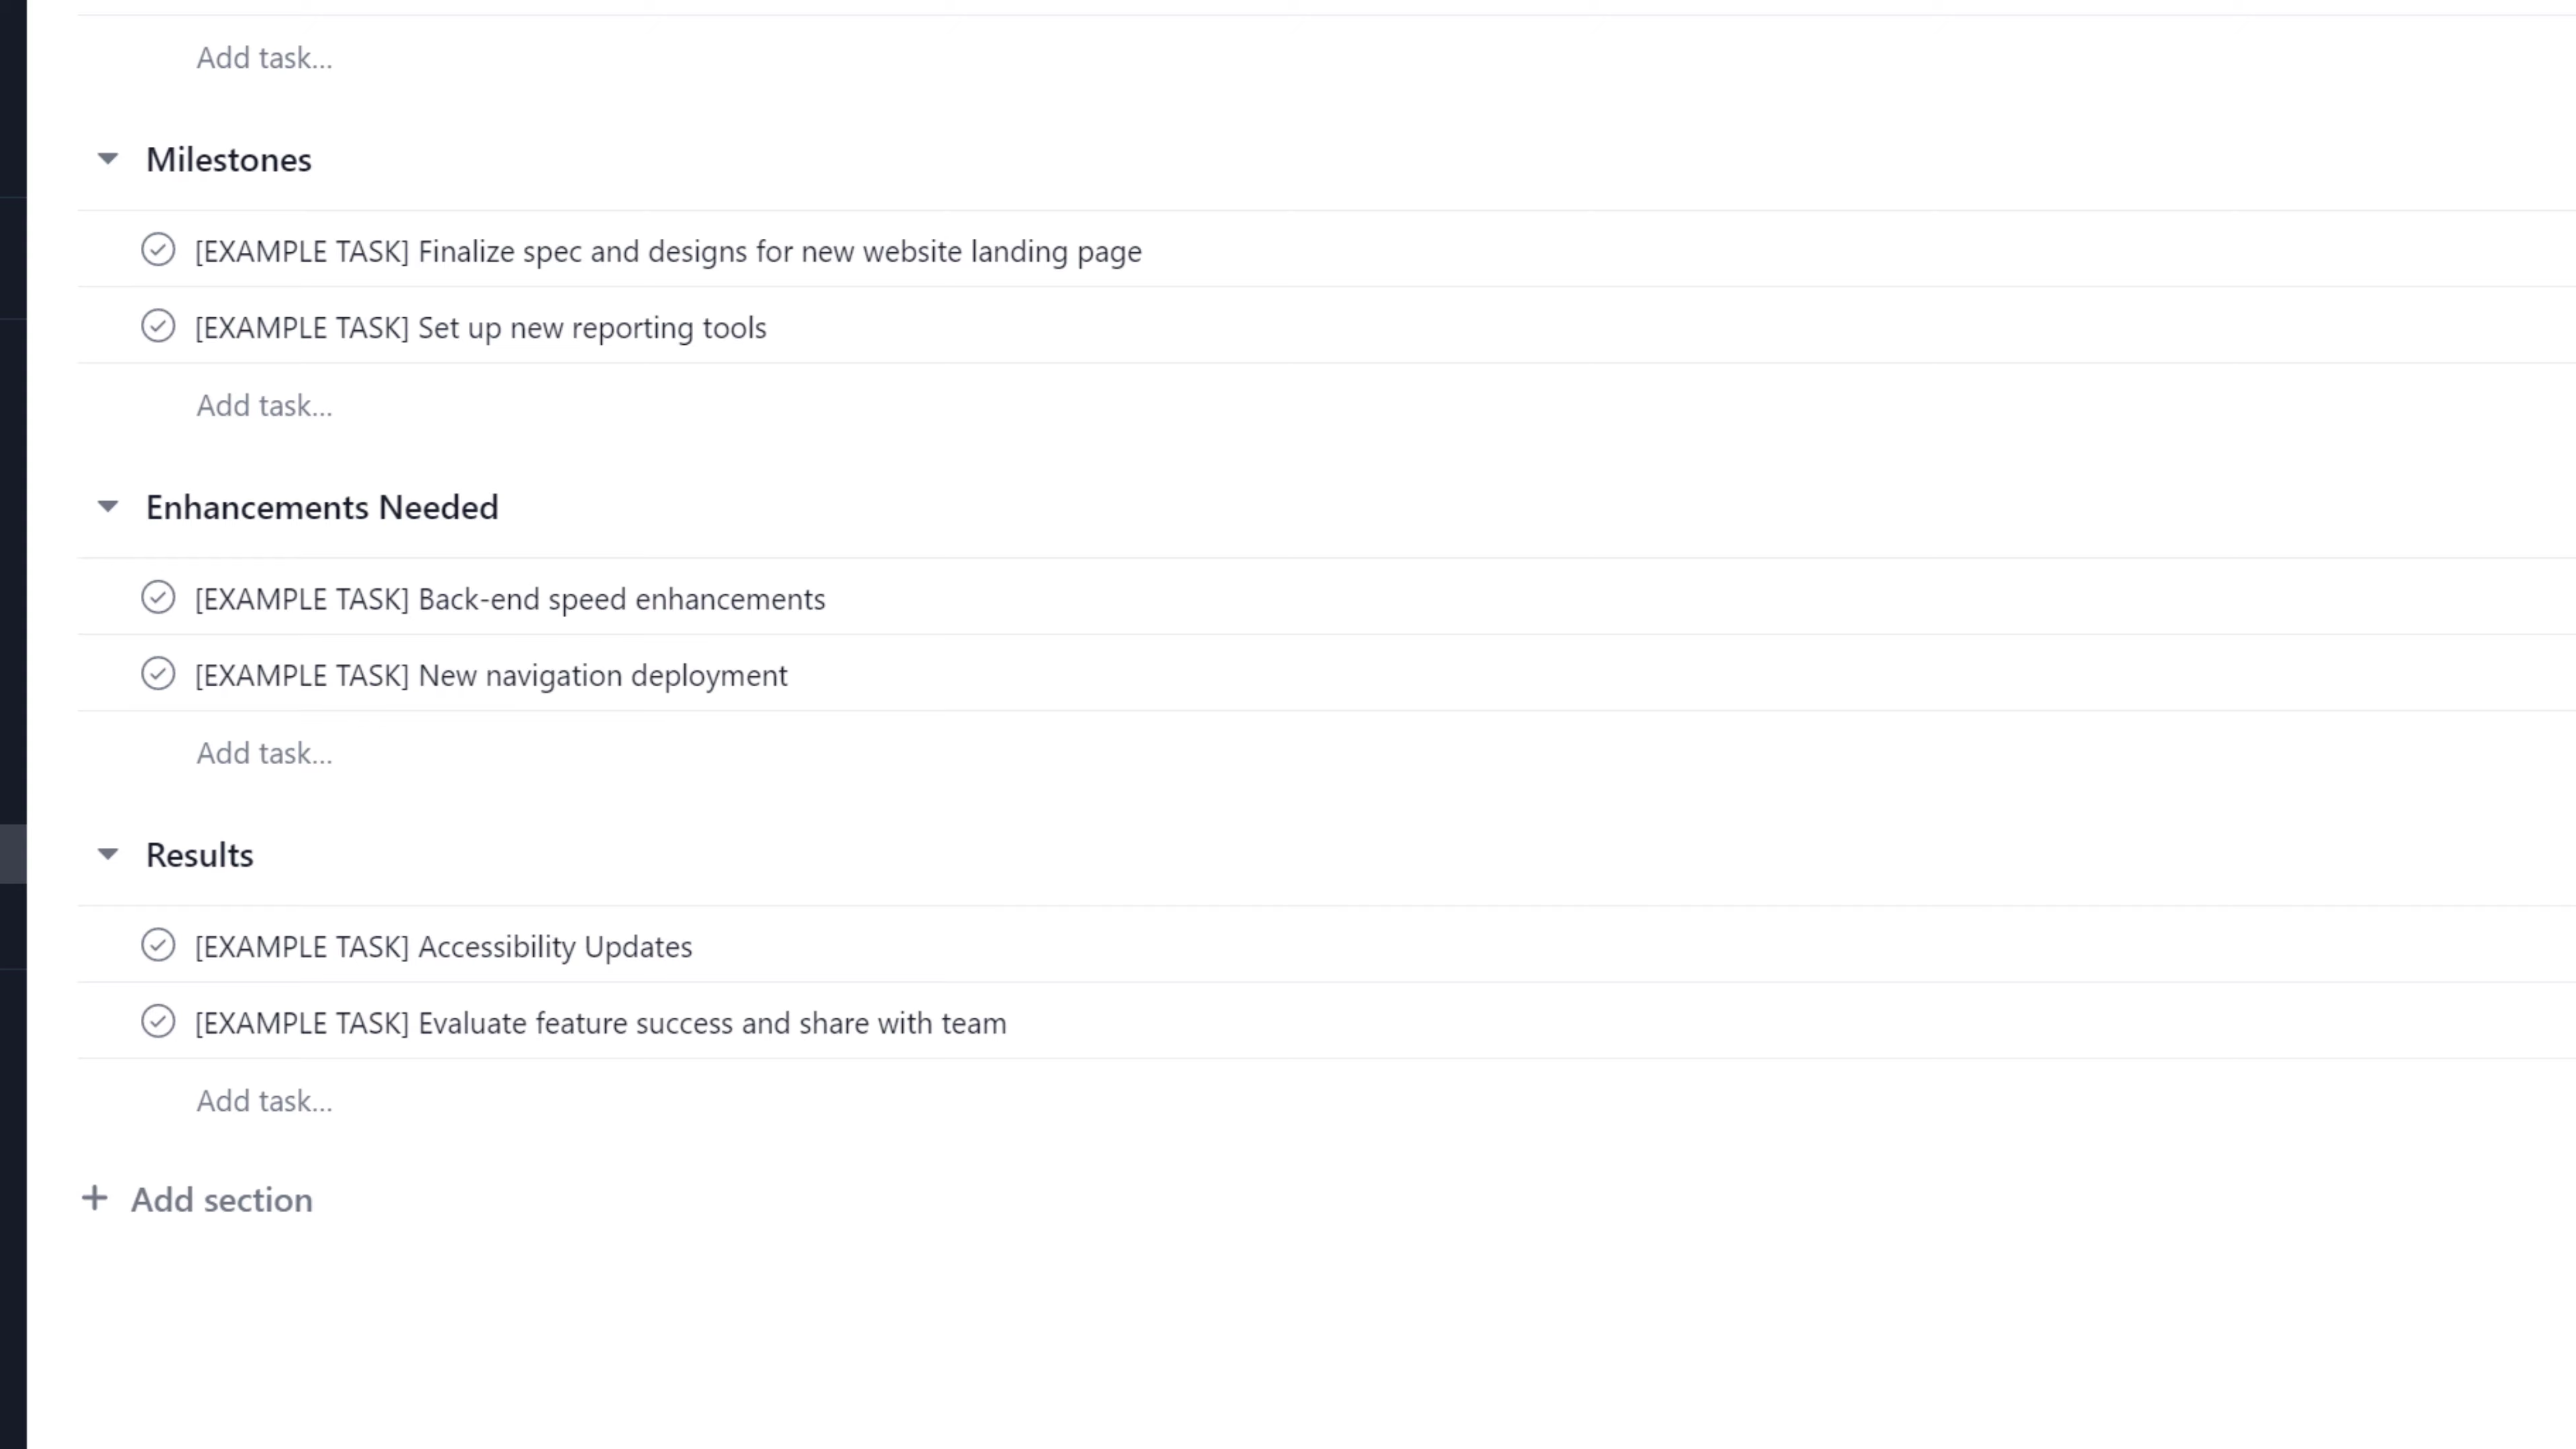 Add task...
Milestones
[EXAMPLE TASK] Finalize spec and designs for new website landing page
[EXAMPLE TASK] Set up new reporting tools
Add task...
Enhancements Needed
[EXAMPLE TASK] Back-end speed enhancements
[EXAMPLE TASK] New navigation deployment
Add task...
Results
[EXAMPLE TASK] Accessibility Updates
[EXAMPLE TASK] Evaluate feature success and share with team
Add task...
+ Add section